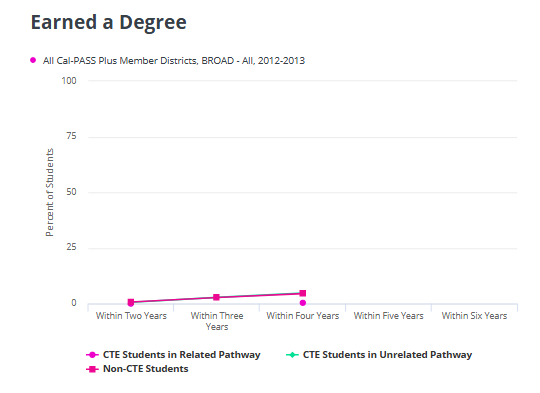 Earned a Degree
All Cal-PASS Plus Member Districts, BROAD - All, 2012-2013
100
75
50
25
0
Percent of Students
Within Two Years
Within Three
Years
Within Four Years
Within Five Years
Within Six Years
CTE Students in Related Pathway
CTE Students in Unrelated Pathway
Non-CTE Students